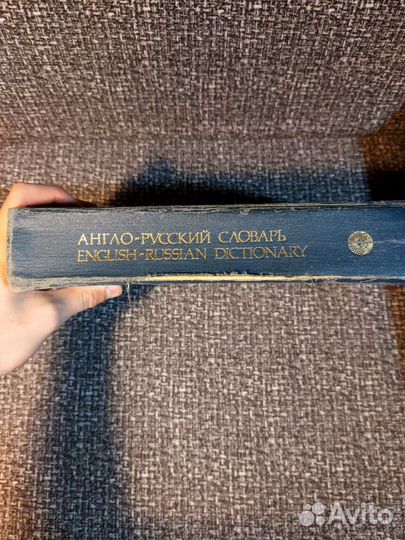 АНГЛО-РУССКИЙ СЛОВАРЬ
ENGLISH-RUSSIAN DICTIONARY
Avito